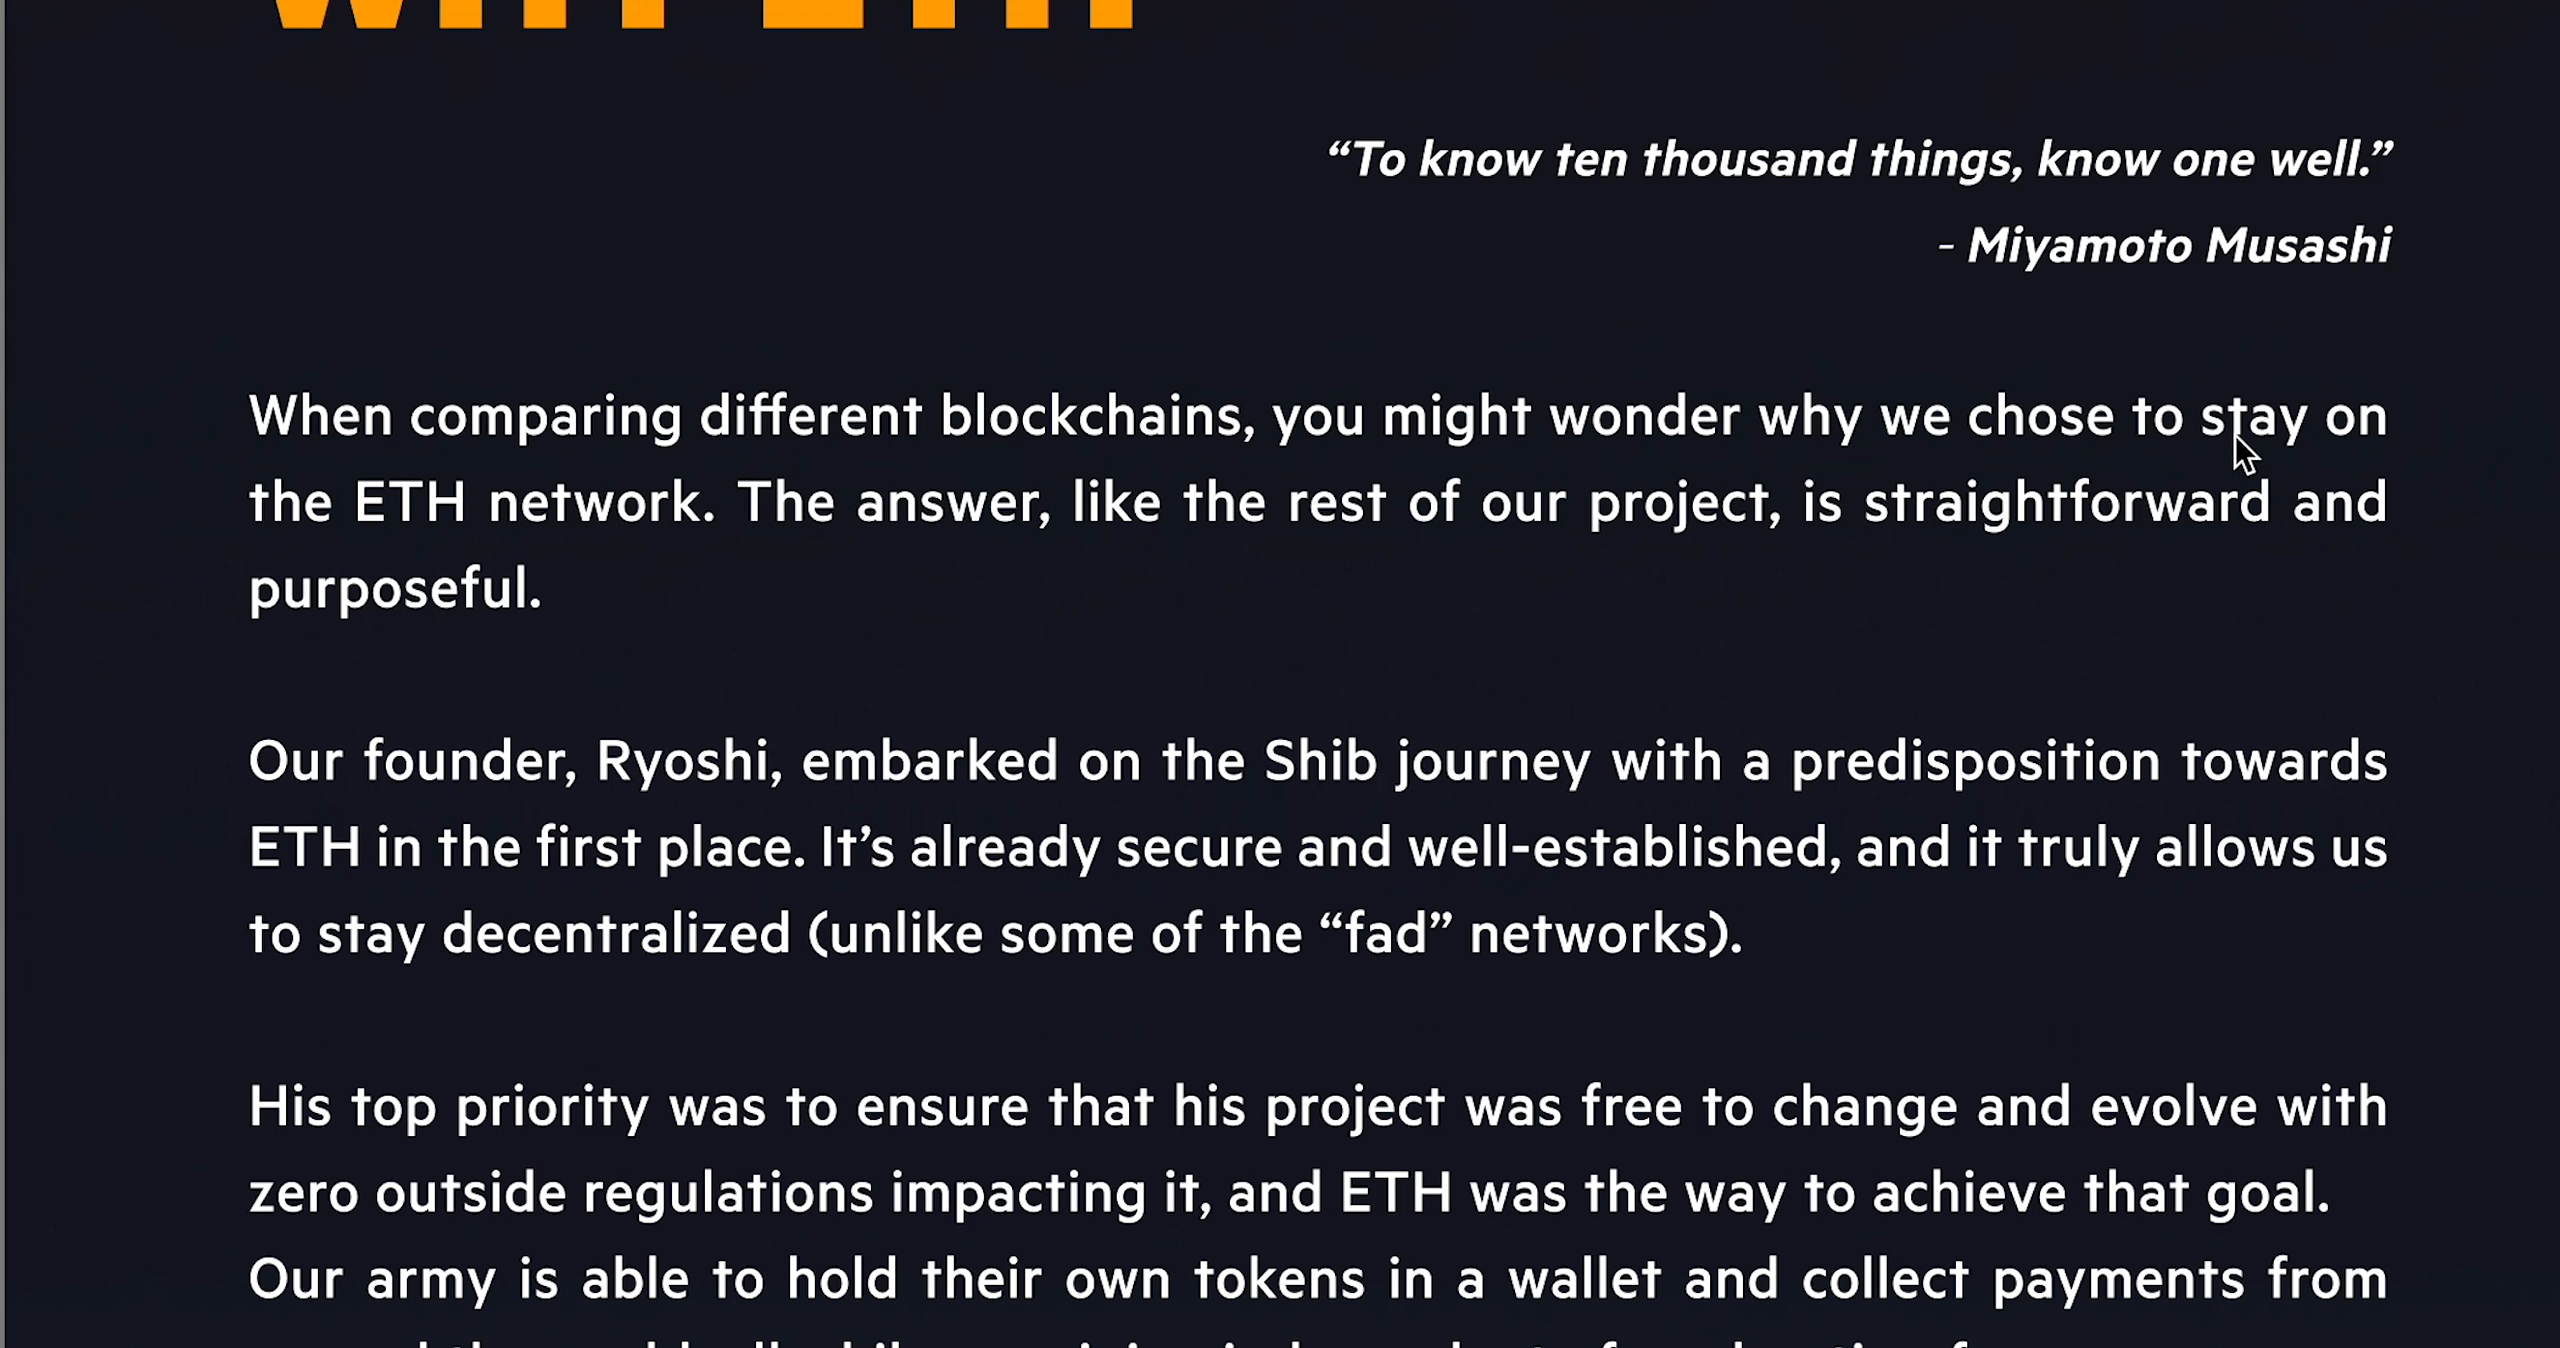 “To know ten thousand things, know one well.”
- Miyamoto Musashi
When comparing different blockchains, you might wonder why we chose to stay on
the ETH network. The answer, like the rest of our project, is straightforward and
purposeful.
Our founder, Ryoshi, embarked on the Shib journey with a predisposition towards
ETH in the first place. It’s already secure and well-established, and it truly allows us
to stay decentralized (unlike some of the “fad” networks).
His top priority was to ensure that his project was free to change and evolve with
zero outside regulations impacting it, and ETH was the way to achieve that goal.
Our army is able to hold their own tokens in a wallet and collect payments from